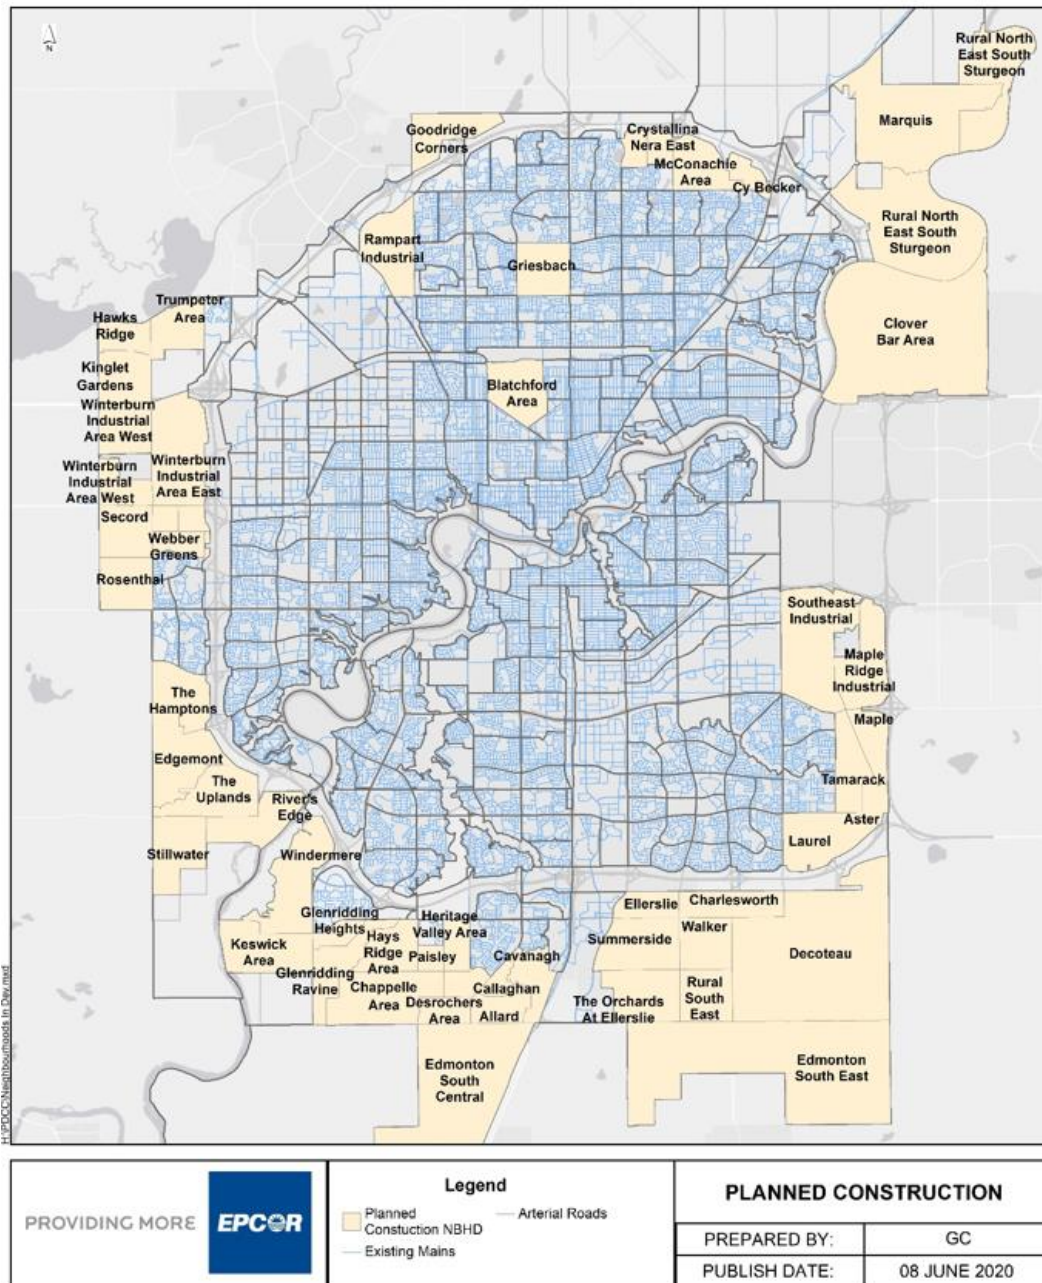 N
Rural North
East South
Sturgeon
Marquis
Goodridge
Corners
Crystallina
Nera East
McConachie
Area
Cy Becker
Rural North
East South
Sturgeon
Rampart
Industrial
Griesbach
Trumpeter
Area
Hawks
Ridge
Clover
Bar Area
Kinglet
Gardens
Blatchford
Area
Winterburn
Industrial
Area West
Winterburn
Industrial
Area West
Winterburn
Industrial
Area East
Secord
Webber
Greens
Rosenthal
Southeast
Industrial
Maple
Ridge
Industrial
The
Hamptons
Maple
Edgemont
The
Uplands
Tamarack
River's
Edge
Aster
Laurel
Stillwater
Windermere
Ellerslie
Charlesworth
Glenridding
Heights
Heritage
Valley Area
Walker
Keswick
Area
Hays
Ridge
Area
Paisley
Cavanagh
Summerside
Decoteau
Glenridding
Ravine
Chappelle
Area
Desrochers
Area
Callaghan
Allard
The Orchards
At Ellerslie
Rural
South
East
Edmonton
South
Central
Edmonton
South East
H:\PDCC\Neighbourhoods In Dev.mxd
PROVIDING MORE
EPCOR
Legend
Planned
Constuction NBHD
Arterial Roads
Existing Mains
PLANNED CONSTRUCTION
PREPARED BY: GC
PUBLISH DATE: 08 JUNE 2020